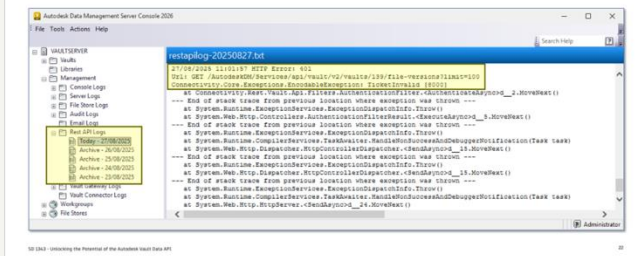 Autodesk Data Management Server Console 2026
File Tools Actions Help
Search Help
VAULTSERVER
Vaults
Libraries
Management
Console Logs
Server Logs
File Store Logs
Audit Logs
Email Logs
Rest API Logs
Today - 27/08/2025
Archive - 26/08/2025
Archive - 25/08/2025
Archive - 24/08/2025
Archive - 23/08/2025
Vault Gateway Logs
Vault Connector Logs
Workgroups
File Stores
restapilog-20250827.txt
27/08/2025 11:01:57 HTTP Error: 401
Url: GET /AutodeskDM/Services/api/vault/v2/vaults/139/file-versions?limit=100
Connectivity.Core.Exceptions.EncodableException: TicketInvalid [8000]
at Connectivity.Rest.Vault.Api.Filters.AuthenticationFilter.<AuthenticateAsync>d__2.MoveNext()
--- End of stack trace from previous location where exception was thrown ---
at System.Runtime.ExceptionServices.ExceptionDispatchInfo.Throw()
at System.Web.Http.Controllers.AuthenticationFilterResult.<ExecuteAsync>d__5.MoveNext()
--- End of stack trace from previous location where exception was thrown ---
at System.Runtime.ExceptionServices.ExceptionDispatchInfo.Throw()
at System.Runtime.CompilerServices.TaskAwaiter.HandleNonSuccessAndDebuggerNotification(Task task)
at System.Web.Http.Dispatcher.HttpControllerDispatcher.<SendAsync>d__15.MoveNext()
--- End of stack trace from previous location where exception was thrown ---
at System.Runtime.ExceptionServices.ExceptionDispatchInfo.Throw()
at System.Web.Http.Dispatcher.HttpControllerDispatcher.<SendAsync>d__15.MoveNext()
--- End of stack trace from previous location where exception was thrown ---
at System.Runtime.ExceptionServices.ExceptionDispatchInfo.Throw()
at System.Runtime.CompilerServices.TaskAwaiter.HandleNonSuccessAndDebuggerNotification(Task task)
at System.Web.Http.HttpServer.<SendAsync>d__24.MoveNext()
Administrator
Unlocking the Potential of the Autodesk Vault Data API
22